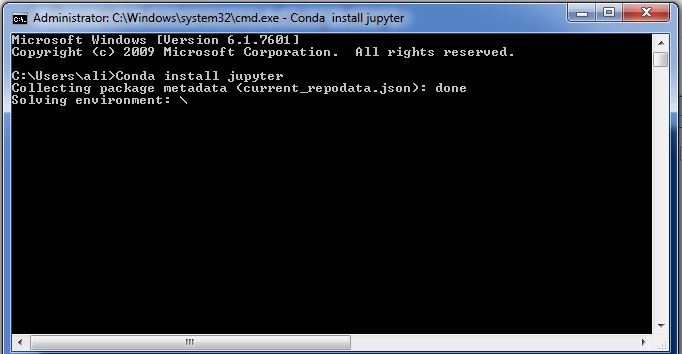 Administrator: C:\Windows\system32\cmd.exe - Conda  install jupyter
Microsoft Windows [Version 6.1.7601]
Copyright (c) 2009 Microsoft Corporation.  All rights reserved.
C:\Users\ali>Conda install jupyter
Collecting package metadata (current_repodata.json): done
Solving environment: \